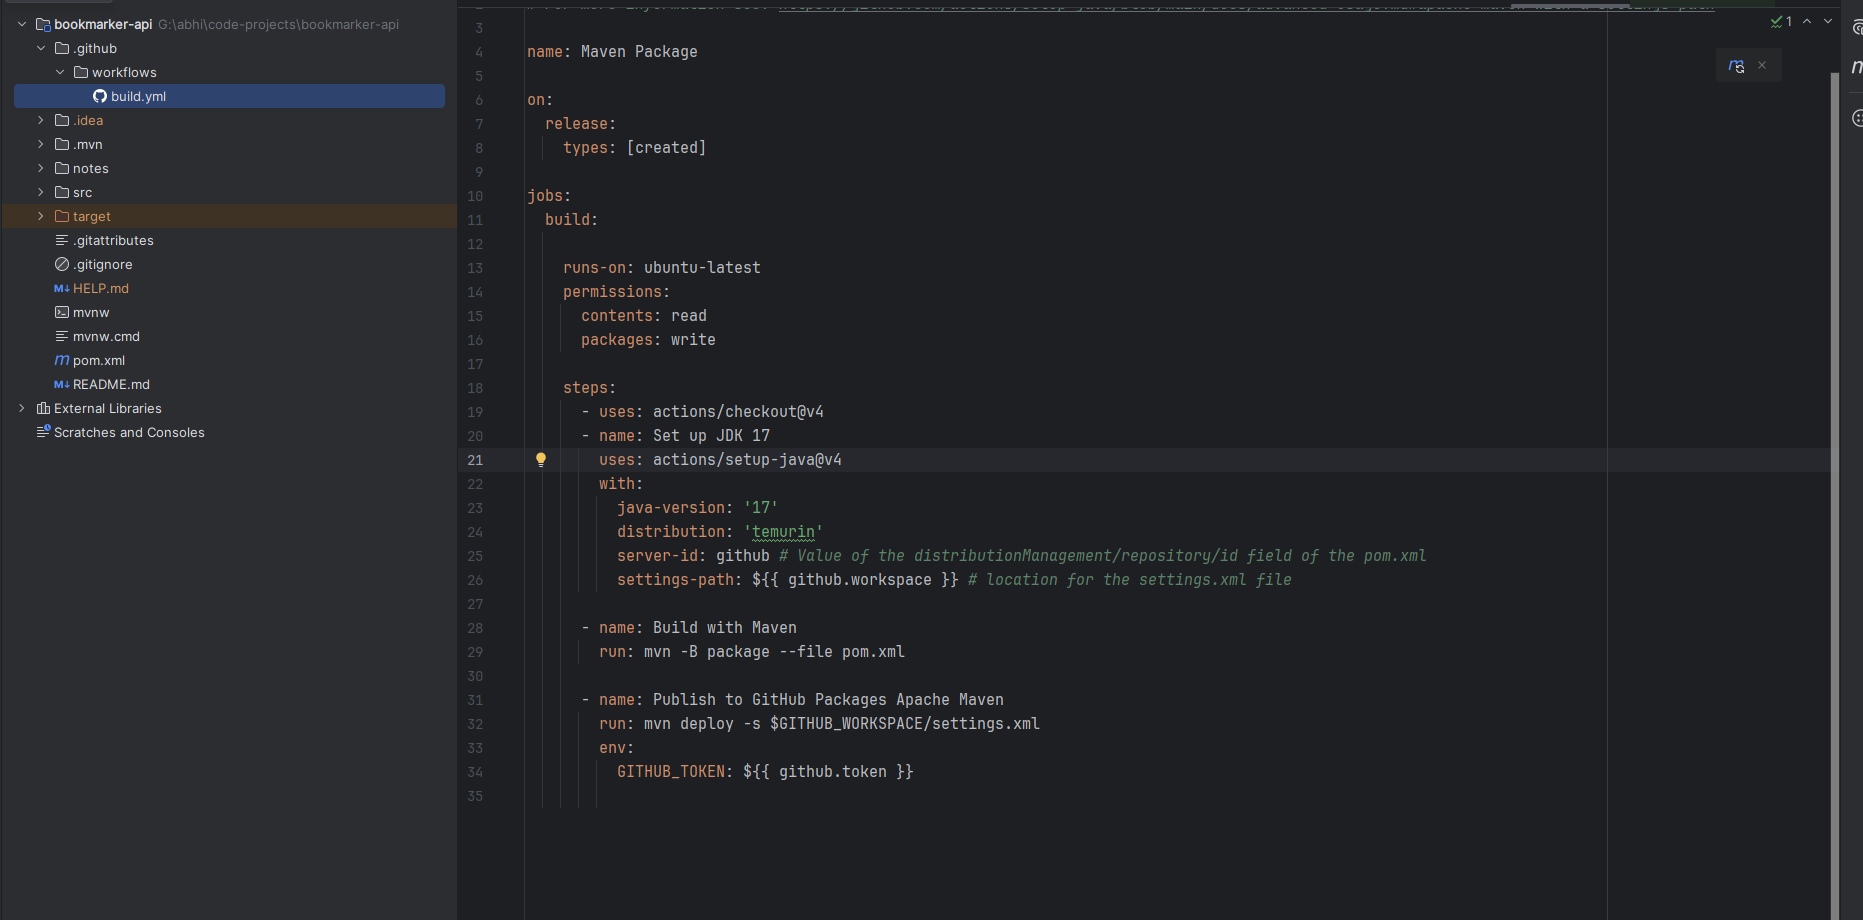 bookmarker-api G:\abhi\code-projects\bookmarker-api
.github
workflows
build.yml
.idea
.mvn
notes
src
target
.gitattributes
.gitignore
M↓ HELP.md
mvnw
mvnw.cmd
m pom.xml
M↓ README.md
External Libraries
Scratches and Consoles
1
3
4 name: Maven Package
5
6 on:
7 release:
8 types: [created]
9
10 jobs:
11 build:
12
13 runs-on: ubuntu-latest
14 permissions:
15 contents: read
16 packages: write
17
18 steps:
19 - uses: actions/checkout@v4
20 - name: Set up JDK 17
21 uses: actions/setup-java@v4
22 with:
23 java-version: '17'
24 distribution: 'temurin'
25 server-id: github # Value of the distributionManagement/repository/id field of the pom.xml
26 settings-path: ${{ github.workspace }} # location for the settings.xml file
27
28 - name: Build with Maven
29 run: mvn -B package --file pom.xml
30
31 - name: Publish to GitHub Packages Apache Maven
32 run: mvn deploy -s $GITHUB_WORKSPACE/settings.xml
33 env:
34 GITHUB_TOKEN: ${{ github.token }}
35